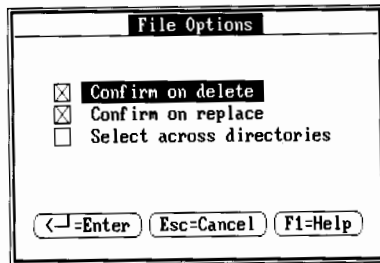 File Options
Confirm on delete
Confirm on replace
Select across directories
<─┘=Enter Esc=Cancel F1=Help